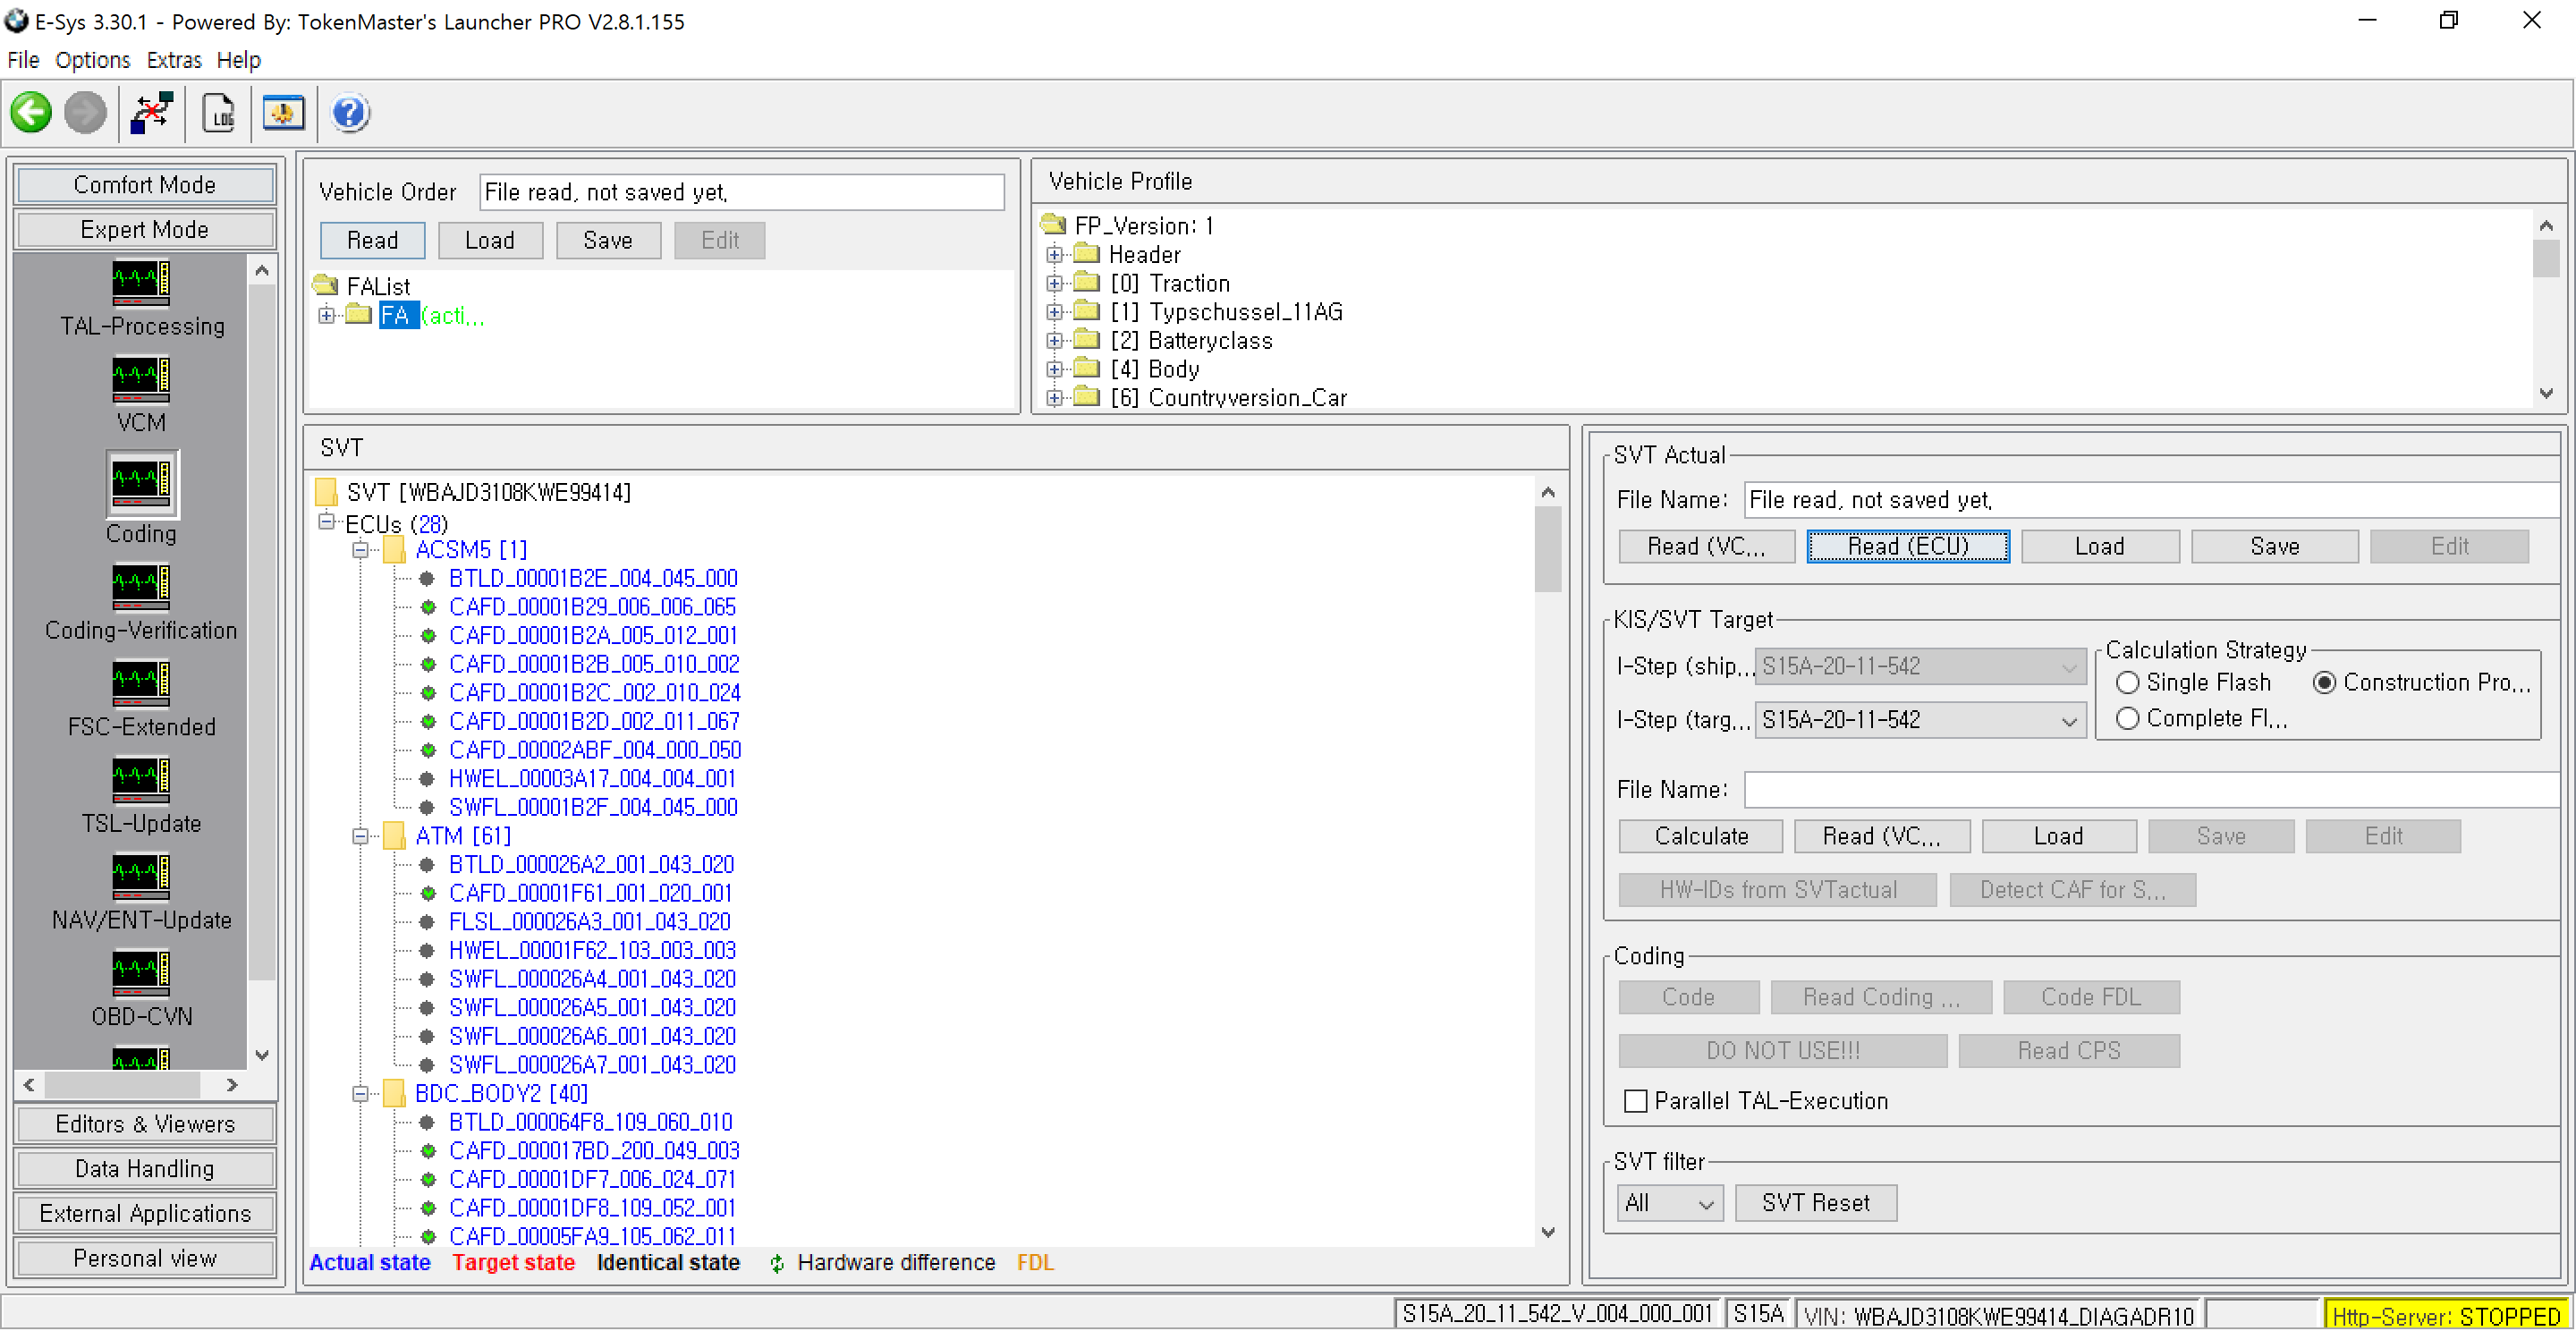 E-Sys 3.30.1 - Powered By: TokenMaster's Launcher PRO V2.8.1.155
File Options Extras Help
LOG
Comfort Mode
Expert Mode
TAL-Processing
VCM
Coding
Coding-Verification
FSC-Extended
TSL-Update
NAV/ENT-Update
OBD-CVN
Editors & Viewers
Data Handling
External Applications
Personal view
Vehicle Order File read, not saved yet.
Read Load Save Edit
FAList
FA (acti...
Vehicle Profile
FP_Version: 1
Header
[0] Traction
[1] Typschussel_11AG
[2] Batteryclass
[4] Body
[6] Countryversion_Car
SVT
SVT [WBAJD3108KWE99414]
ECUs (28)
ACSM5 [1]
BTLD_00001B2E_004_045_000
CAFD_00001B29_006_006_065
CAFD_00001B2A_005_012_001
CAFD_00001B2B_005_010_002
CAFD_00001B2C_002_010_024
CAFD_00001B2D_002_011_067
CAFD_00002ABF_004_000_050
HWEL_00003A17_004_004_001
SWFL_00001B2F_004_045_000
ATM [61]
BTLD_000026A2_001_043_020
CAFD_00001F61_001_020_001
FLSL_000026A3_001_043_020
HWEL_00001F62_103_003_003
SWFL_000026A4_001_043_020
SWFL_000026A5_001_043_020
SWFL_000026A6_001_043_020
SWFL_000026A7_001_043_020
BDC_BODY2 [40]
BTLD_000064F8_109_060_010
CAFD_000017BD_200_049_003
CAFD_00001DF7_006_024_071
CAFD_00001DF8_109_052_001
CAFD_00005FA9_105_062_011
Actual state Target state Identical state Hardware difference FDL
SVT Actual
File Name: File read, not saved yet.
Read (VC... Read (ECU) Load Save Edit
KIS/SVT Target
I-Step (ship... S15A-20-11-542
I-Step (targ... S15A-20-11-542
Calculation Strategy
Single Flash Construction Pro...
Complete Fl...
File Name:
Calculate Read (VC... Load Save Edit
HW-IDs from SVTactual Detect CAF for S...
Coding
Code Read Coding ... Code FDL
DO NOT USE!!! Read CPS
Parallel TAL-Execution
SVT filter
All SVT Reset
S15A_20_11_542_V_004_000_001 S15A VIN: WBAJD3108KWE99414_DIAGADR10 Http-Server: STOPPED